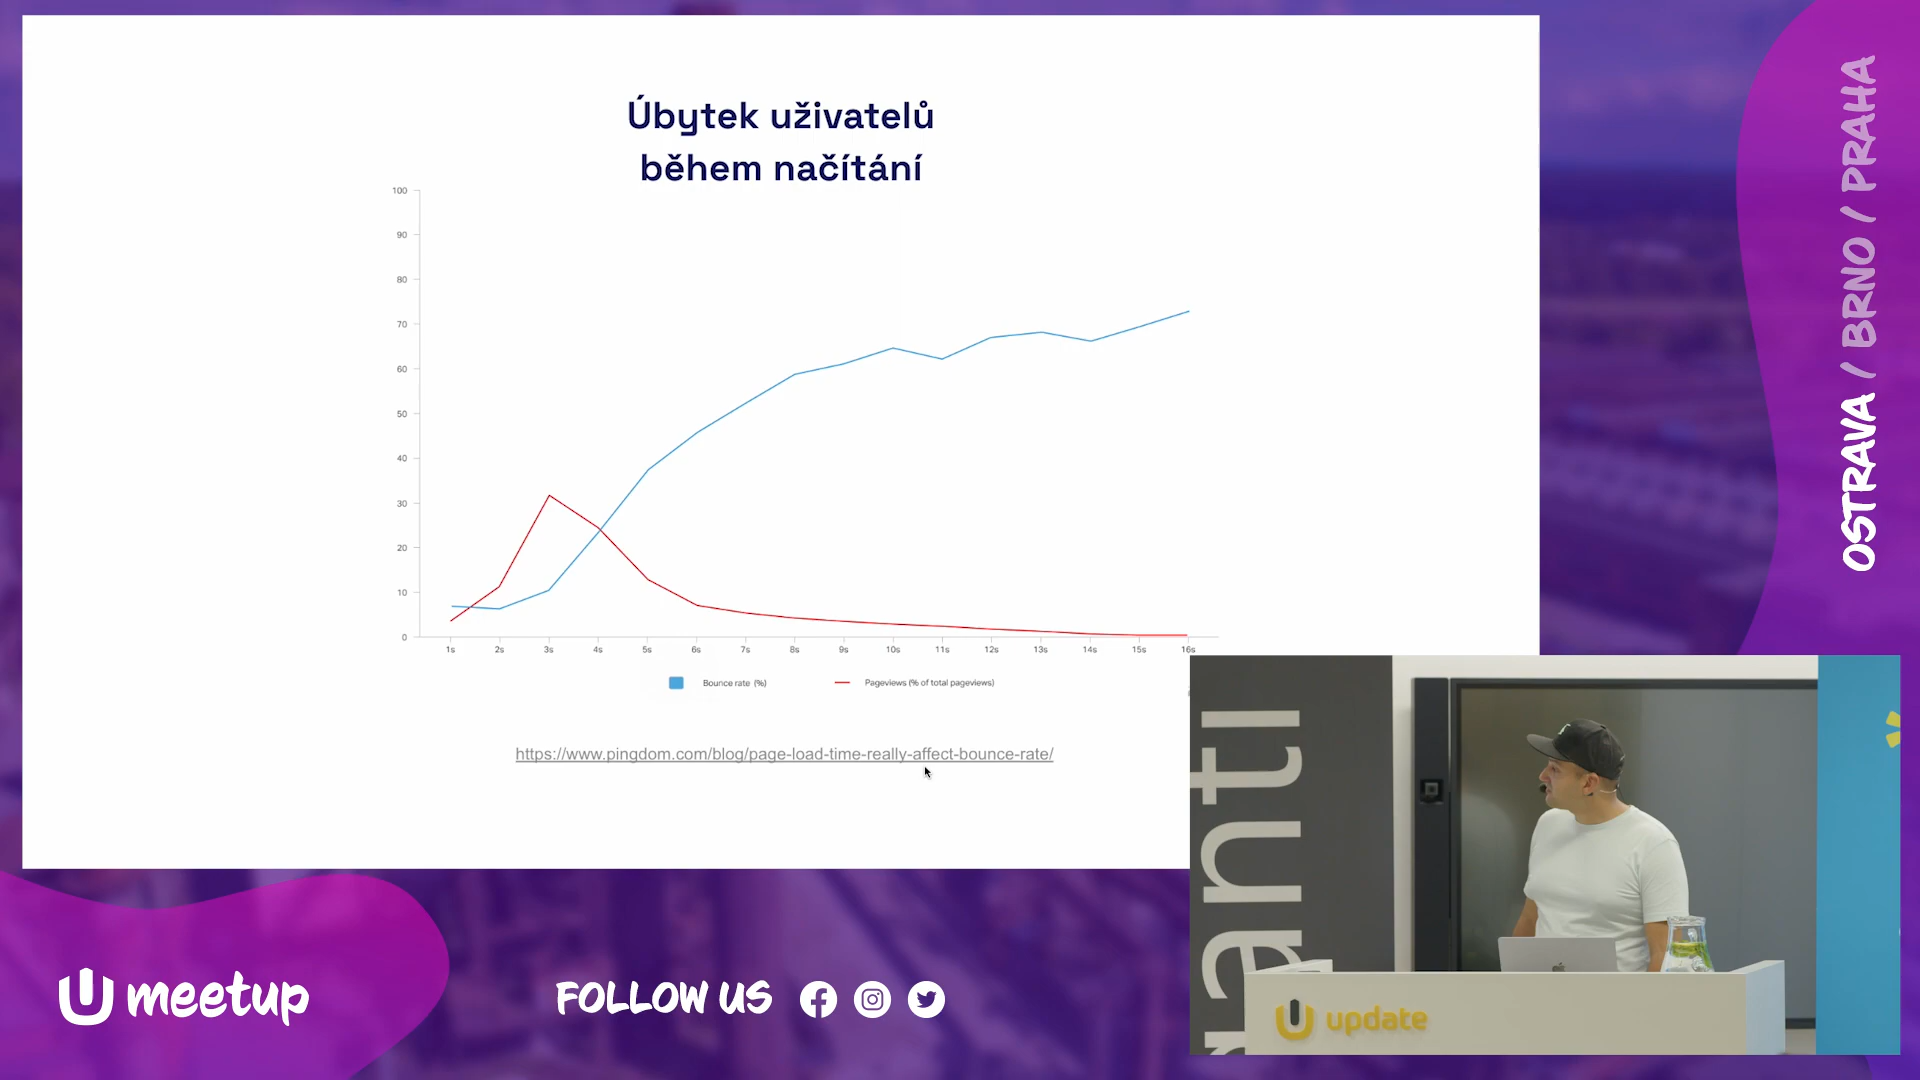 Úbytek uživatelů
během načítání
100
90
80
70
60
50
40
30
20
10
0
1s 2s 3s 4s 5s 6s 7s 8s 9s 10s 11s 12s 13s 14s 15s 16s
Bounce rate (%) Pageviews (% of total pageviews)
https://www.pingdom.com/blog/page-load-time-really-affect-bounce-rate/
OSTRAVA / BRNO / PRAHA
meetup
FOLLOW US
update